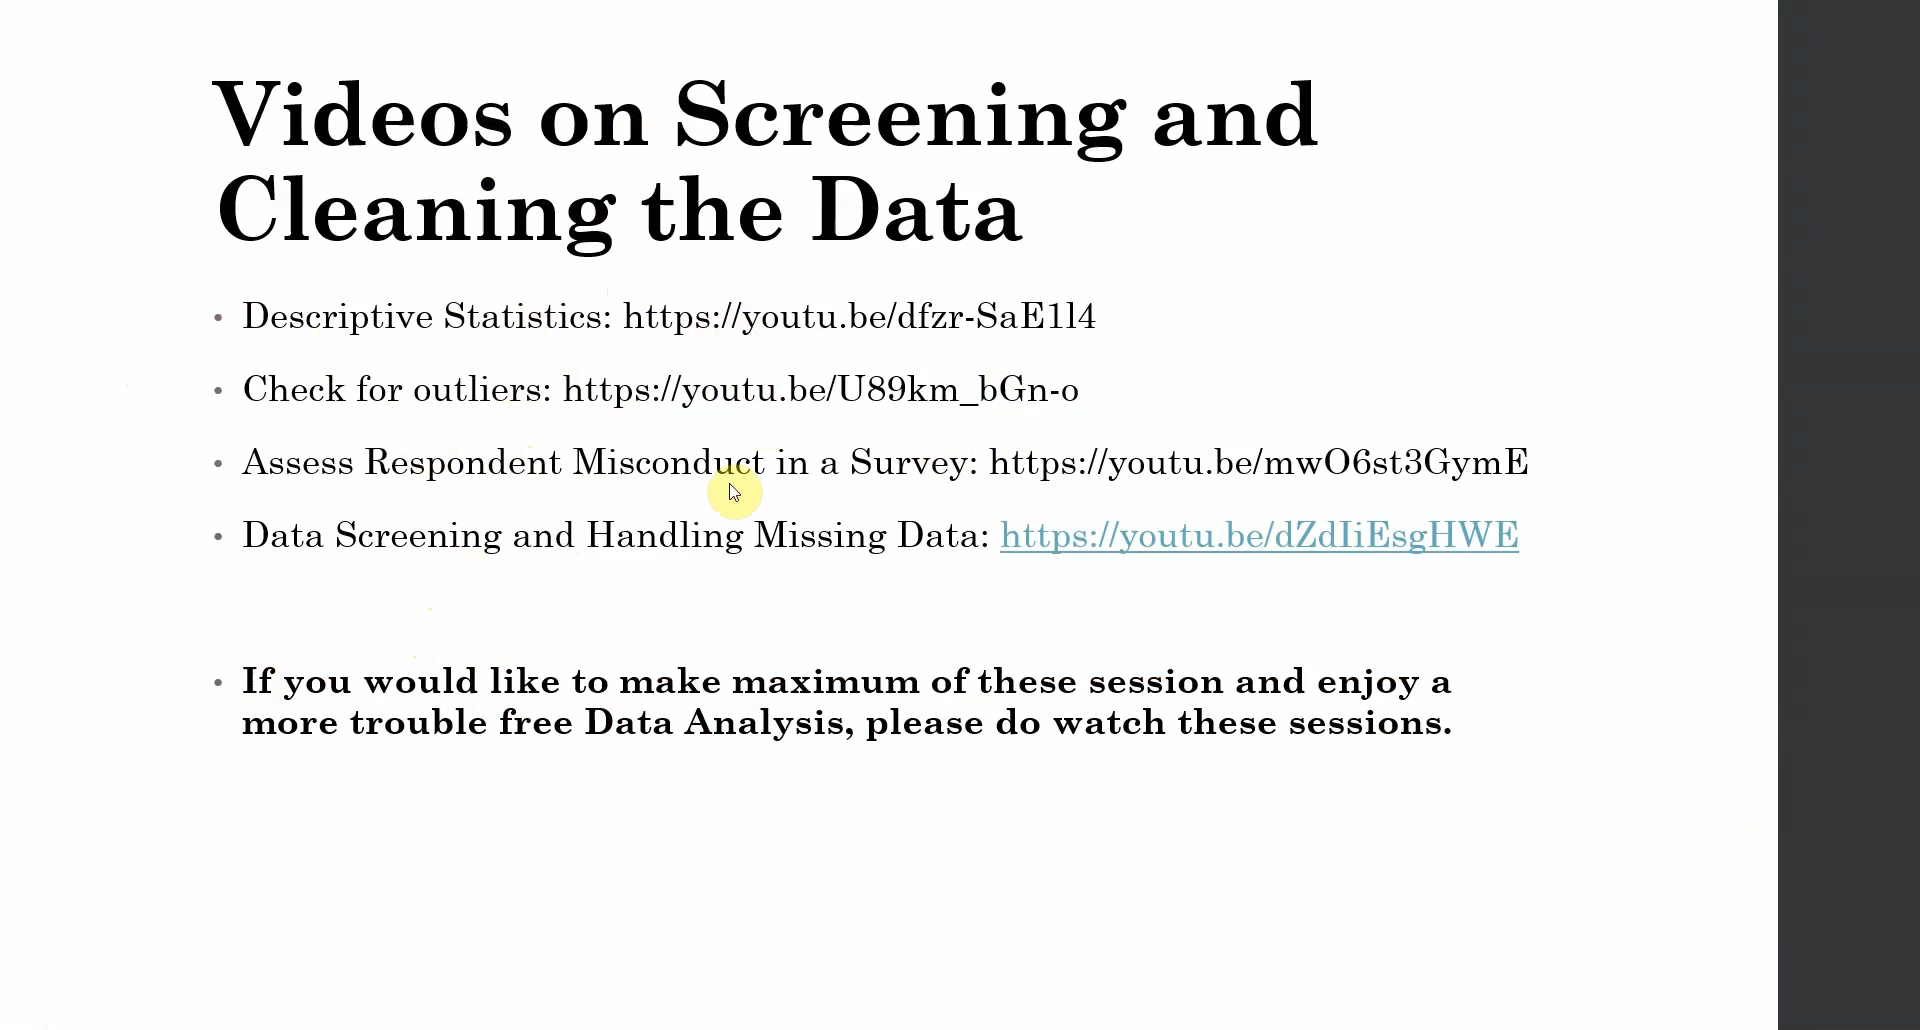 Videos on Screening and
Cleaning the Data
• Descriptive Statistics: https://youtu.be/dfzr-SaE1l4
• Check for outliers: https://youtu.be/U89km_bGn-o
• Assess Respondent Misconduct in a Survey: https://youtu.be/mwO6st3GymE
• Data Screening and Handling Missing Data: https://youtu.be/dZdIiEsgHWE
• If you would like to make maximum of these session and enjoy a
more trouble free Data Analysis, please do watch these sessions.